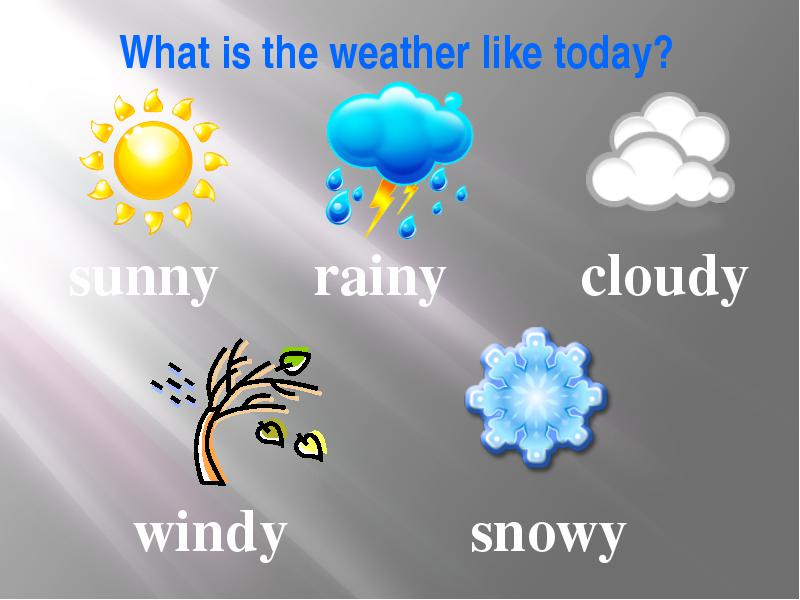 What is the weather like today?
sunny rainy cloudy
windy snowy